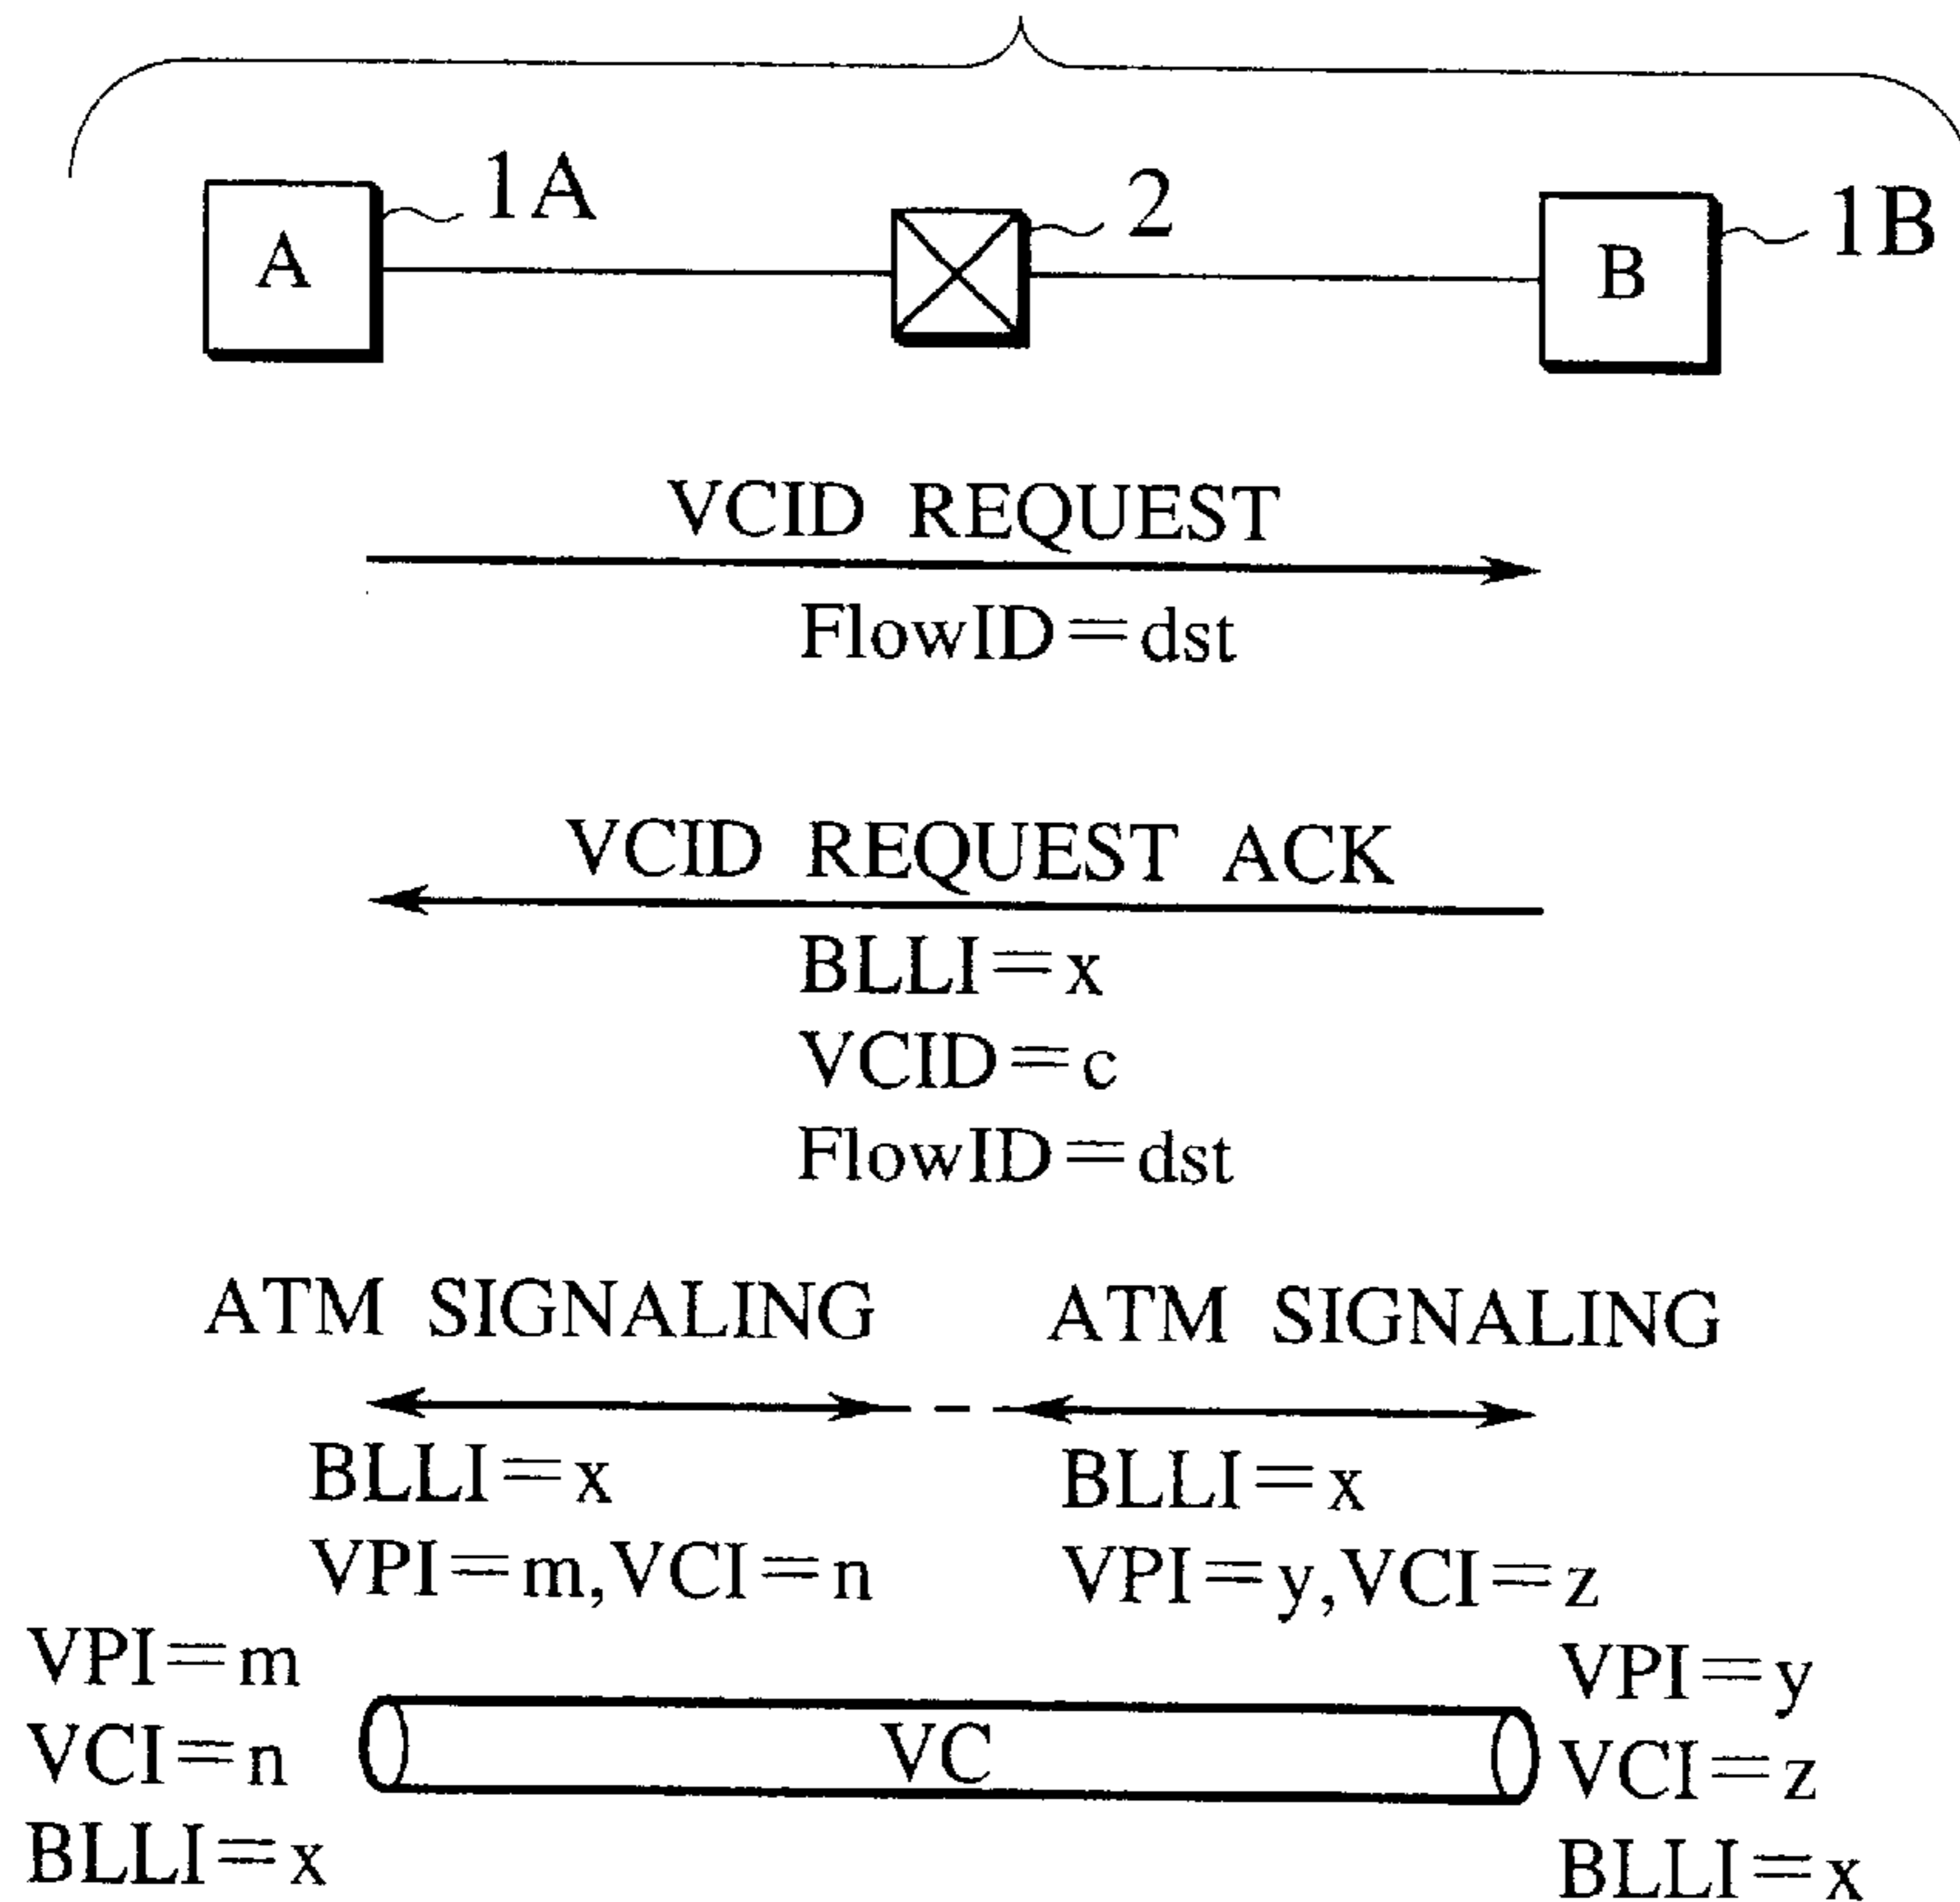 1A 2 1B
A B
VCID REQUEST
FlowID=dst
VCID REQUEST ACK
BLLI=x
VCID=c
FlowID=dst
ATM SIGNALING ATM SIGNALING
BLLI=x BLLI=x
VPI=m,VCI=n VPI=y,VCI=z
VPI=m VPI=y
VCI=n VC VCI=z
BLLI=x BLLI=x